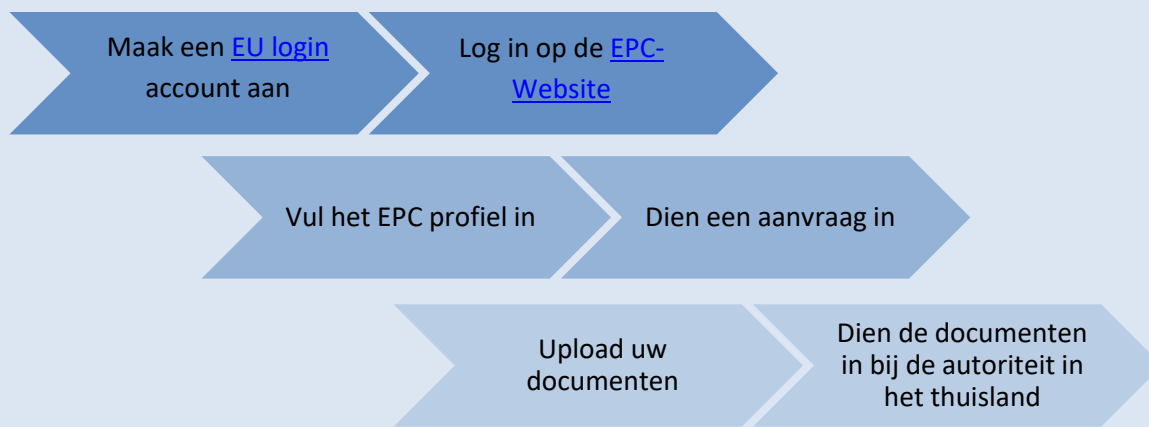 Maak een EU login
account aan
Log in op de EPC-
Website
Vul het EPC profiel in
Dien een aanvraag in
Upload uw
documenten
Dien de documenten
in bij de autoriteit in
het thuisland